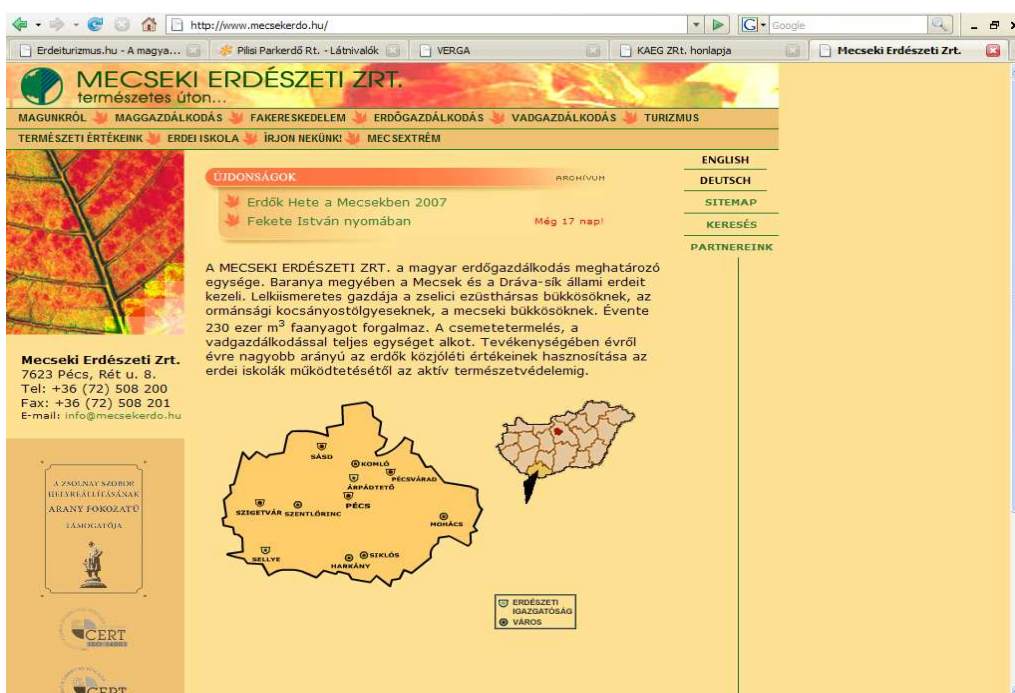 http://www.mecsekerdo.hu/
Google
Erdeiturizmus.hu - A magya...
Pilisi Parkerdő Rt. - Látnivalók
VERGA
KAEG ZRt. honlapja
Mecseki Erdészeti Zrt.
MECSEKI ERDÉSZETI ZRT.
természetes úton...
MAGUNKRÓL MAGGAZDÁLKODÁS FAKERESKEDELEM ERDŐGAZDÁLKODÁS VADGAZDÁLKODÁS TURIZMUS
TERMÉSZETI ÉRTÉKEINK ERDEI ISKOLA ÍRJON NEKÜNK! MECSEXTRÉM
ÚJDONSÁGOK ARCHÍVUM
Erdők Hete a Mecsekben 2007
Fekete István nyomában Még 17 nap!
ENGLISH
DEUTSCH
SITEMAP
KERESÉS
PARTNEREINK
A MECSEKI ERDÉSZETI ZRT. a magyar erdőgazdálkodás meghatározó
egysége. Baranya megyében a Mecsek és a Dráva-sík állami erdeit
kezeli. Lelkiismeretes gazdája a zselici ezüsthársas bükkösöknek, az
ormánsági kocsányostölgyeseknek, a mecseki bükkösöknek. Évente
230 ezer m³ faanyagot forgalmaz. A csemetetermelés, a
vadgazdálkodással teljes egységet alkot. Tevékenységében évről
évre nagyobb arányú az erdők közjóléti értékeinek hasznosítása az
erdei iskolák működtetésétől az aktív természetvédelemig.
Mecseki Erdészeti Zrt.
7623 Pécs, Rét u. 8.
Tel: +36 (72) 508 200
Fax: +36 (72) 508 201
E-mail: info@mecsekerdo.hu
A ZSOLNAY SZOBOR
HELYREÁLLÍTÁSÁNAK
ARANY FOKOZATÚ
TÁMOGATÓJA
CERT
ISO 14001
CERT
SÁSD
KOMLÓ
PÉCSVÁRAD
ÁRPÁDTETŐ
PÉCS
SZIGETVÁR
SZENTLŐRINC
MOHÁCS
SELLYE
SIKLÓS
HARKÁNY
ERDÉSZETI
IGAZGATÓSÁG
VÁROS